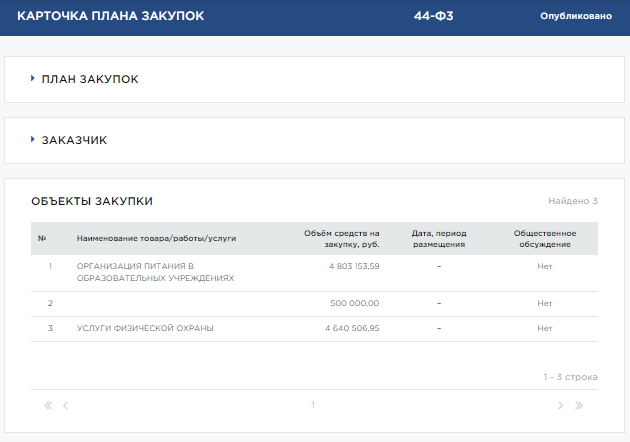 КАРТОЧКА ПЛАНА ЗАКУПОК 44-ФЗ Опубликовано
ПЛАН ЗАКУПОК
ЗАКАЗЧИК
ОБЪЕКТЫ ЗАКУПКИ Найдено 3
№ Наименование товара/работы/услуги Объём средств на закупку, руб. Дата, период размещения Общественное обсуждение
1 ОРГАНИЗАЦИЯ ПИТАНИЯ В ОБРАЗОВАТЕЛЬНЫХ УЧРЕЖДЕНИЯХ 4 803 153,59 – Нет
2 500 000,00 – Нет
3 УСЛУГИ ФИЗИЧЕСКОЙ ОХРАНЫ 4 640 506,95 – Нет
1 – 3 строка
1